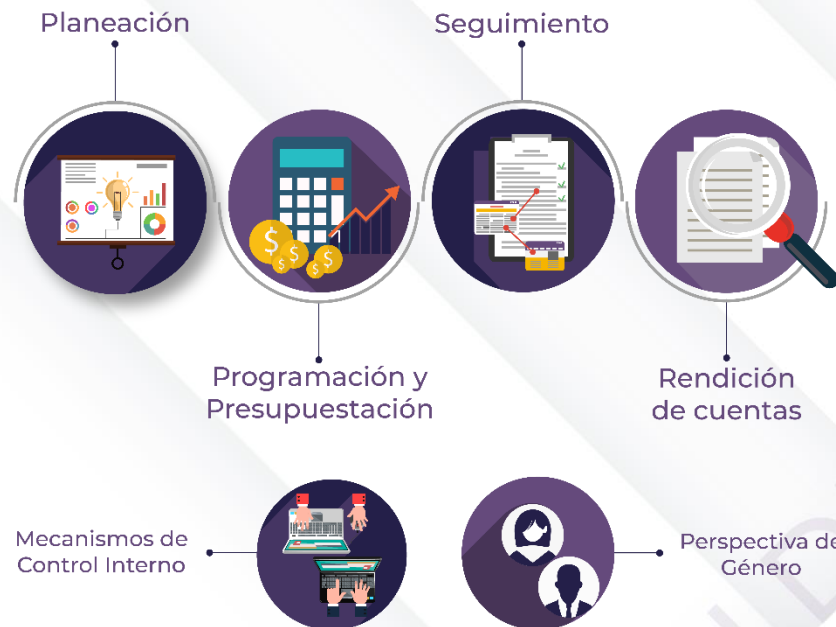 Planeación
Seguimiento
Programación y
Presupuestación
Rendición
de cuentas
Mecanismos de
Control Interno
Perspectiva de
Género